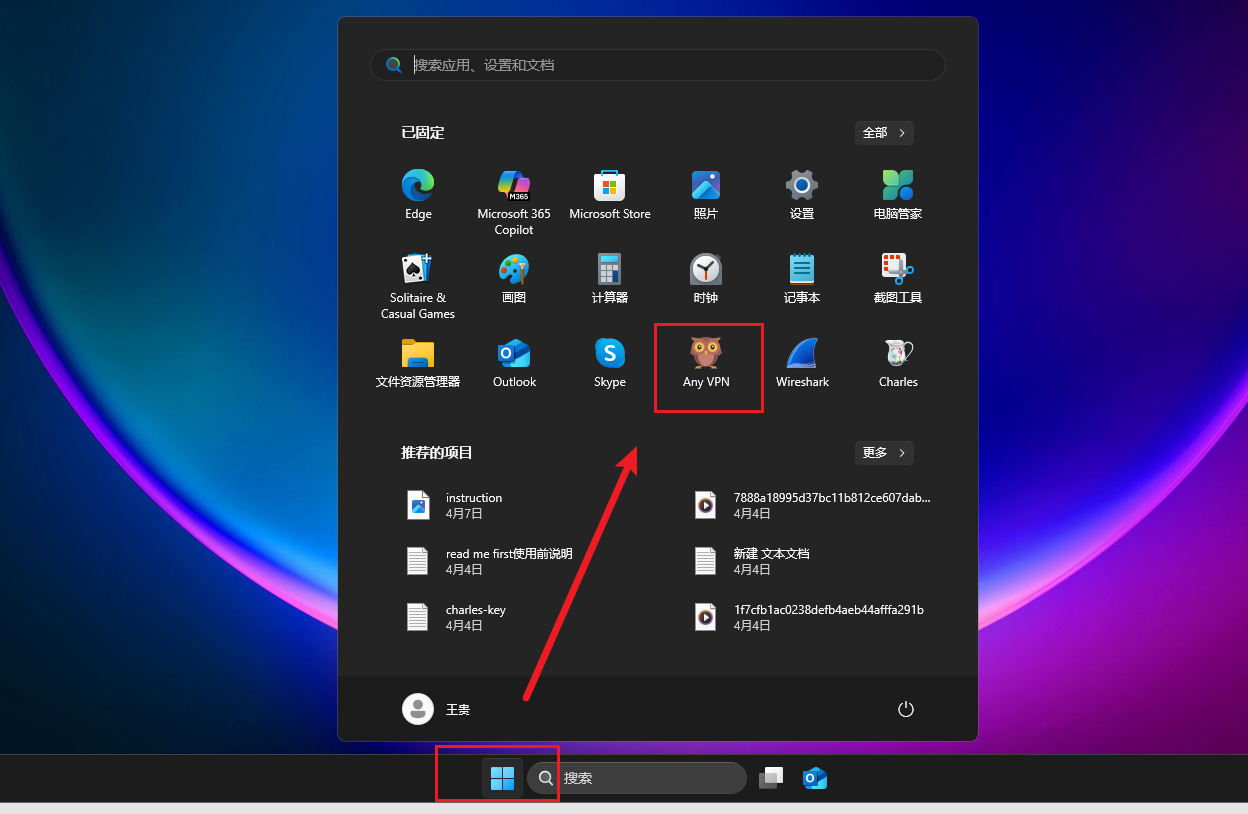 搜索应用、设置和文档
已固定
全部
Edge
M365
Microsoft 365
Copilot
Microsoft Store
照片
设置
电脑管家
Solitaire &
Casual Games
画图
计算器
时钟
记事本
截图工具
文件资源管理器
Outlook
Skype
Any VPN
Wireshark
Charles
推荐的项目
更多
instruction
4月7日
7888a18995d37bc11b812ce607dab...
4月4日
read me first使用前说明
4月4日
新建 文本文档
4月4日
charles-key
4月4日
1f7cfb1ac0238defb4aeb44afffa291b
4月4日
王贵
搜索